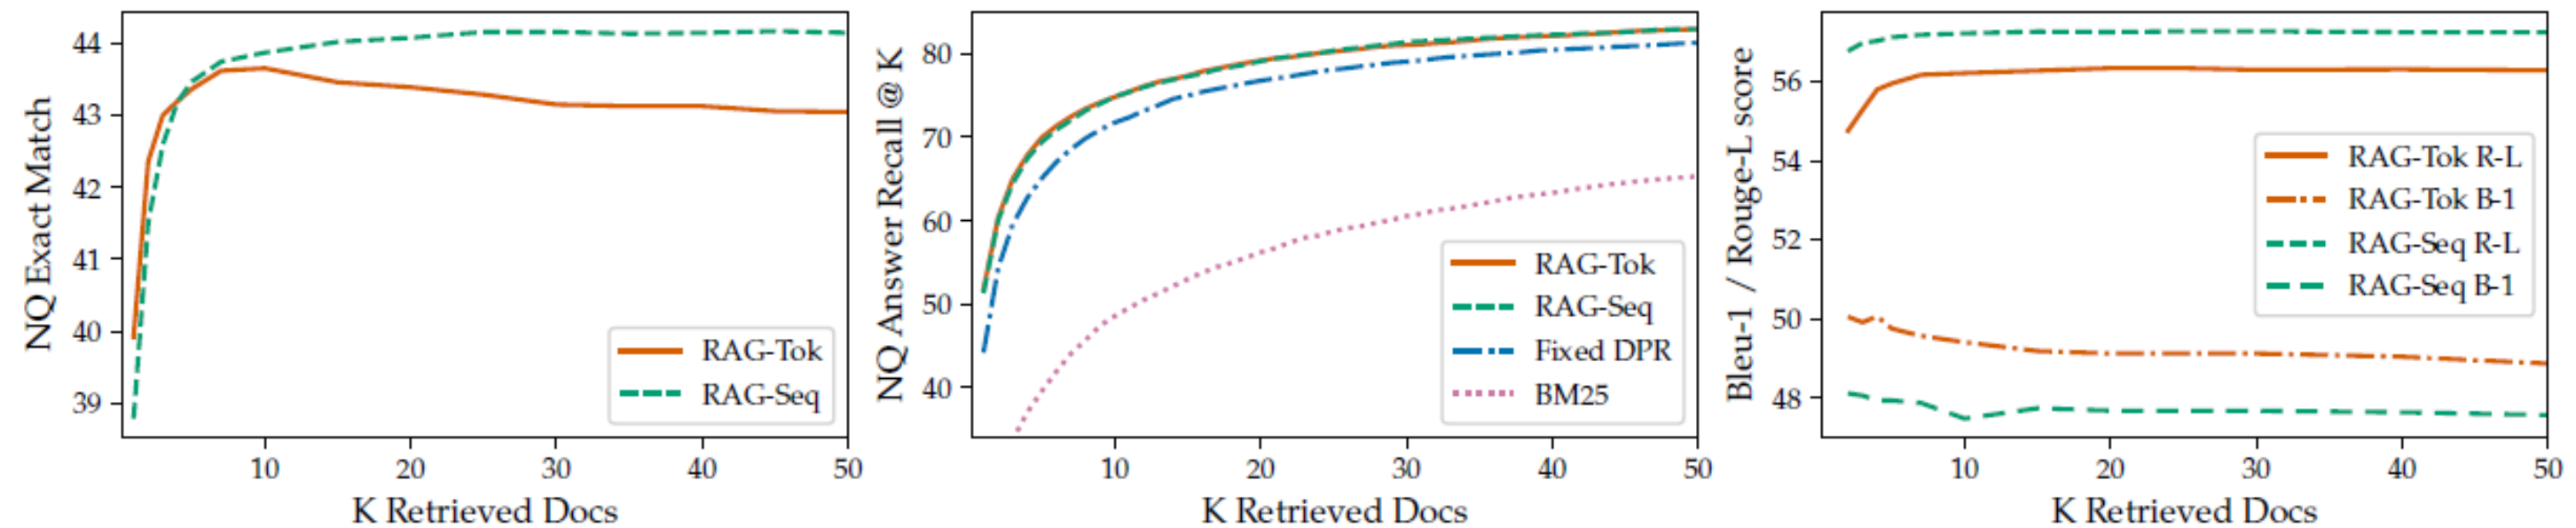 NQ Exact Match
44
43
42
41
40
39
10 20 30 40 50
K Retrieved Docs
RAG-Tok
RAG-Seq
NQ Answer Recall @ K
80
70
60
50
40
10 20 30 40 50
K Retrieved Docs
RAG-Tok
RAG-Seq
Fixed DPR
BM25
Bleu-1 / Rouge-L score
56
54
52
50
48
10 20 30 40 50
K Retrieved Docs
RAG-Tok R-L
RAG-Tok B-1
RAG-Seq R-L
RAG-Seq B-1